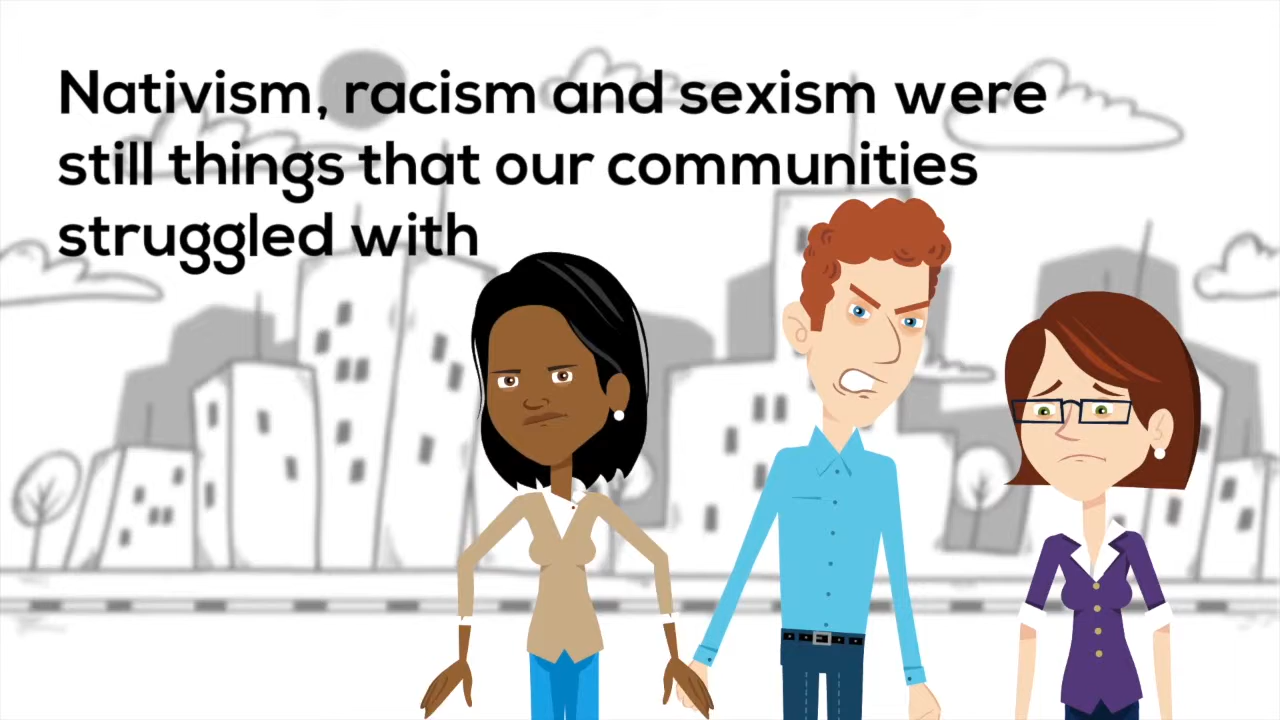 Nativism, racism and sexism were
still things that our communities
struggled with